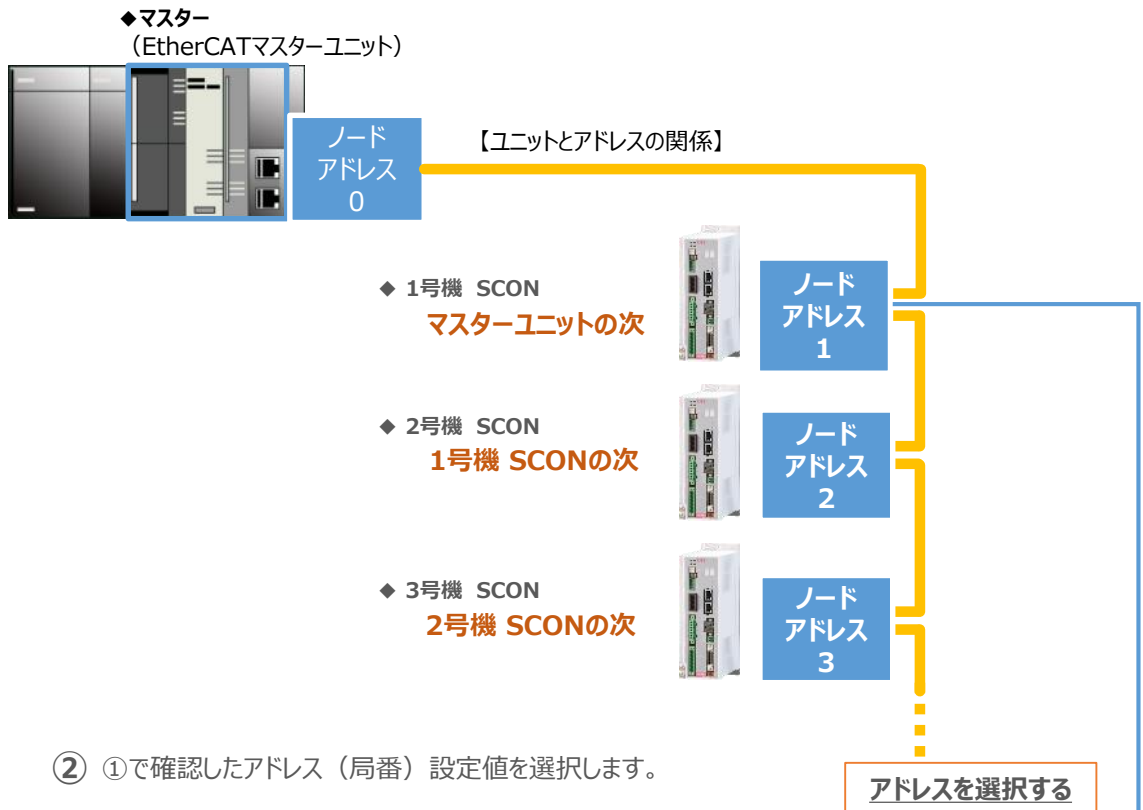 ◆マスター
（EtherCATマスターユニット）
ノード
アドレス
0
【ユニットとアドレスの関係】
◆ 1号機 SCON
マスターユニットの次
ノード
アドレス
1
◆ 2号機 SCON
1号機 SCONの次
ノード
アドレス
2
◆ 3号機 SCON
2号機 SCONの次
ノード
アドレス
3
② ①で確認したアドレス（局番）設定値を選択します。
アドレスを選択する